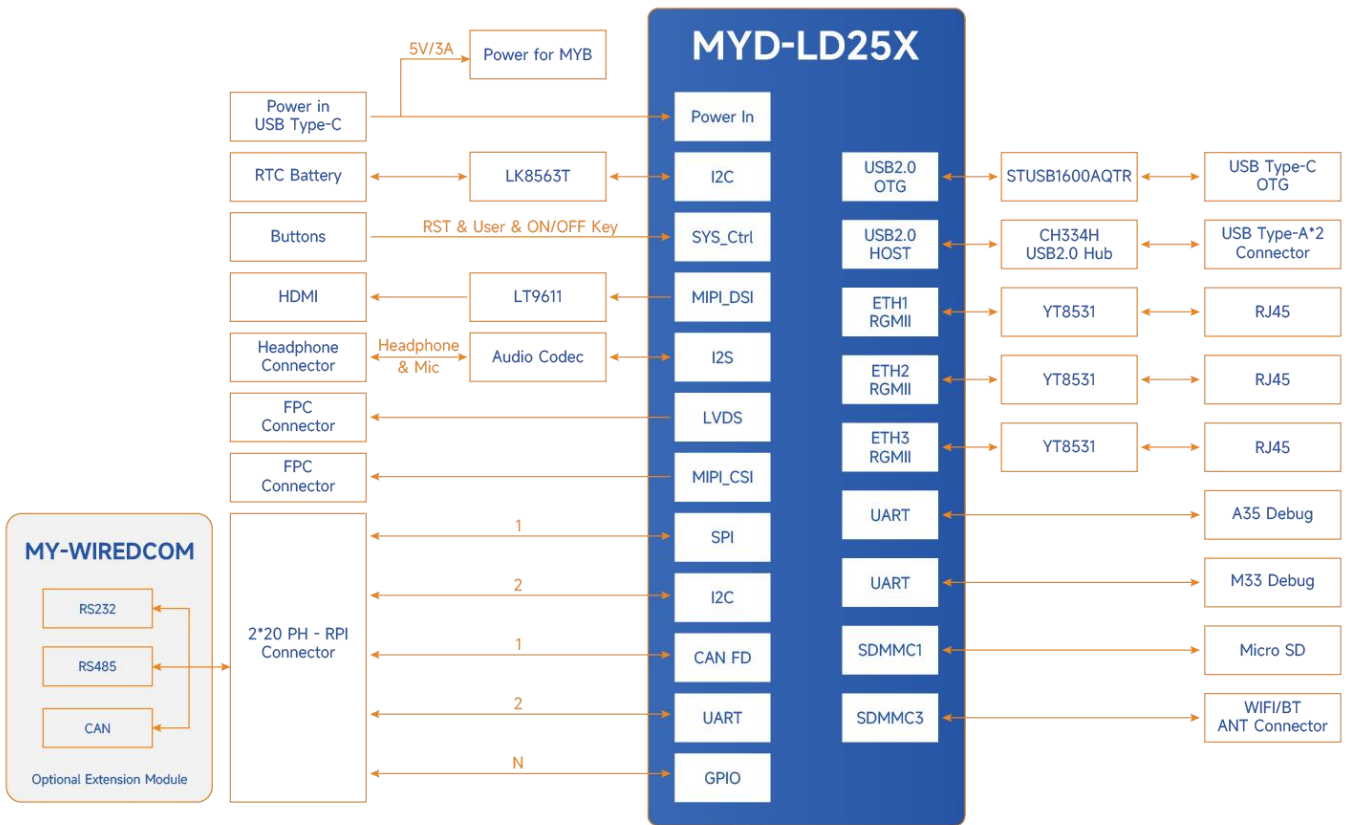 MYD-LD25X
5V/3A
Power for MYB
Power in
USB Type-C
Power In
RTC Battery
LK8563T
I2C
Buttons
RST & User & ON/OFF Key
SYS_Ctrl
HDMI
LT9611
MIPI_DSI
Headphone
Connector
Headphone
& Mic
Audio Codec
I2S
FPC
Connector
LVDS
FPC
Connector
MIPI_CSI
MY-WIREDCOM
RS232
RS485
CAN
Optional Extension Module
2*20 PH - RPI
Connector
1
SPI
2
I2C
1
CAN FD
2
UART
N
GPIO
USB2.0
OTG
STUSB1600AQTR
USB Type-C
OTG
USB2.0
HOST
CH334H
USB2.0 Hub
USB Type-A*2
Connector
ETH1
RGMII
YT8531
RJ45
ETH2
RGMII
YT8531
RJ45
ETH3
RGMII
YT8531
RJ45
UART
A35 Debug
UART
M33 Debug
SDMMC1
Micro SD
SDMMC3
WIFI/BT
ANT Connector